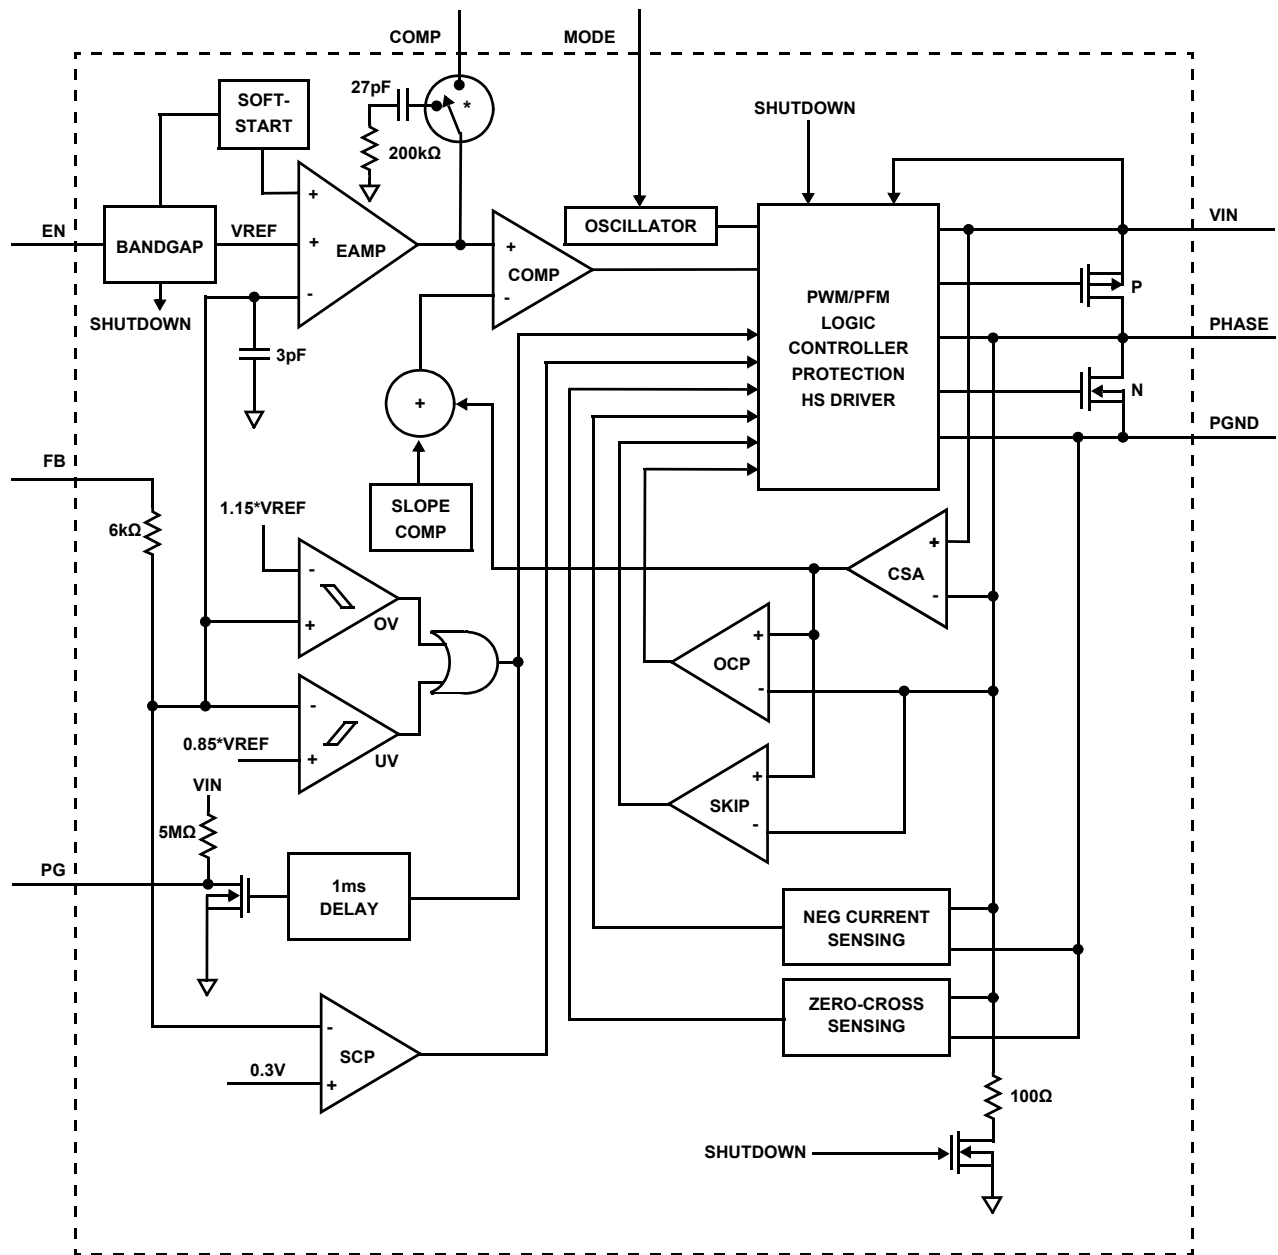 COMP
MODE
27pF
SOFT-
START
*
SHUTDOWN
200kΩ
+
OSCILLATOR
VIN
EN
BANDGAP
VREF
+
EAMP
+
COMP
-
-
P
PWM/PFM
LOGIC
CONTROLLER
PROTECTION
HS DRIVER
SHUTDOWN
PHASE
3pF
+
N
PGND
FB
SLOPE
COMP
1.15*VREF
6kΩ
-
+
CSA
-
+
OV
+
OCP
-
-
0.85*VREF
+
UV
VIN
+
SKIP
-
5MΩ
PG
1ms
DELAY
NEG CURRENT
SENSING
ZERO-CROSS
SENSING
-
SCP
0.3V
+
100Ω
SHUTDOWN